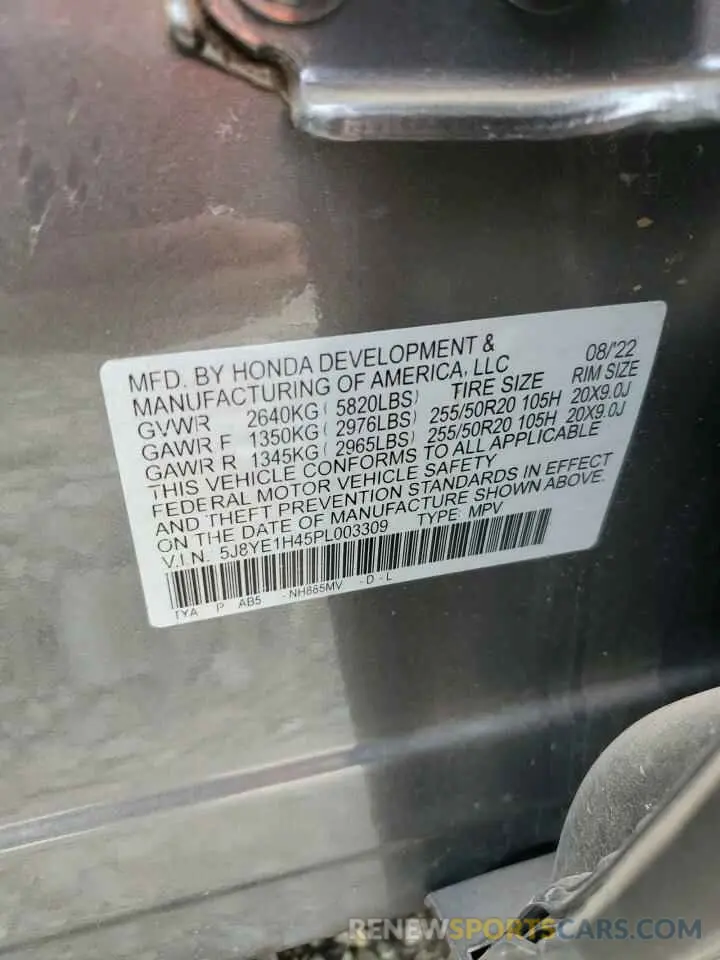 MFD. BY HONDA DEVELOPMENT & 08/'22
MANUFACTURING OF AMERICA, LLC
GVWR 2640KG ( 5820LBS) TIRE SIZE RIM SIZE
GAWR F 1350KG ( 2976LBS) 255/50R20 105H 20X9.0J
GAWR R 1345KG ( 2965LBS) 255/50R20 105H 20X9.0J
THIS VEHICLE CONFORMS TO ALL APPLICABLE
FEDERAL MOTOR VEHICLE SAFETY
AND THEFT PREVENTION STANDARDS IN EFFECT
ON THE DATE OF MANUFACTURE SHOWN ABOVE.
V.I.N: 5J8YE1H45PL003309 TYPE: MPV
TYA P AB5 - NH885MV - D - L
RENEWSPORTSCARS.COM